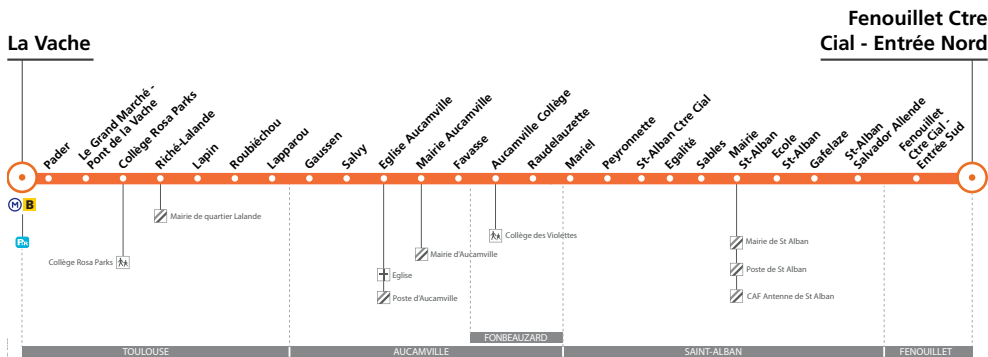 La Vache
Fenouillet Ctre
Cial - Entrée Nord
Pader
Le Grand Marché -
Pont de la Vache
Collège Rosa Parks
Riché-Lalande
Lapin
Roubiéchou
Lapparou
Gaussen
Salvy
Eglise Aucamville
Mairie Aucamville
Favasse
Aucamville Collège
Raudelauzette
Mariel
Peyronnette
St-Alban Ctre Cial
Egalité
Sables
Mairie
St-Alban
Ecole
St-Alban
Gafelaze
St-Alban
Salvador Allende
Fenouillet
Ctre Cial -
Entrée Sud
M B
P+R
Collège Rosa Parks
Mairie de quartier Lalande
Eglise
Poste d'Aucamville
Mairie d'Aucamville
Collège des Violettes
Mairie de St Alban
Poste de St Alban
CAF Antenne de St Alban
FONBEAUZARD
TOULOUSE
AUCAMVILLE
SAINT-ALBAN
FENOUILLET